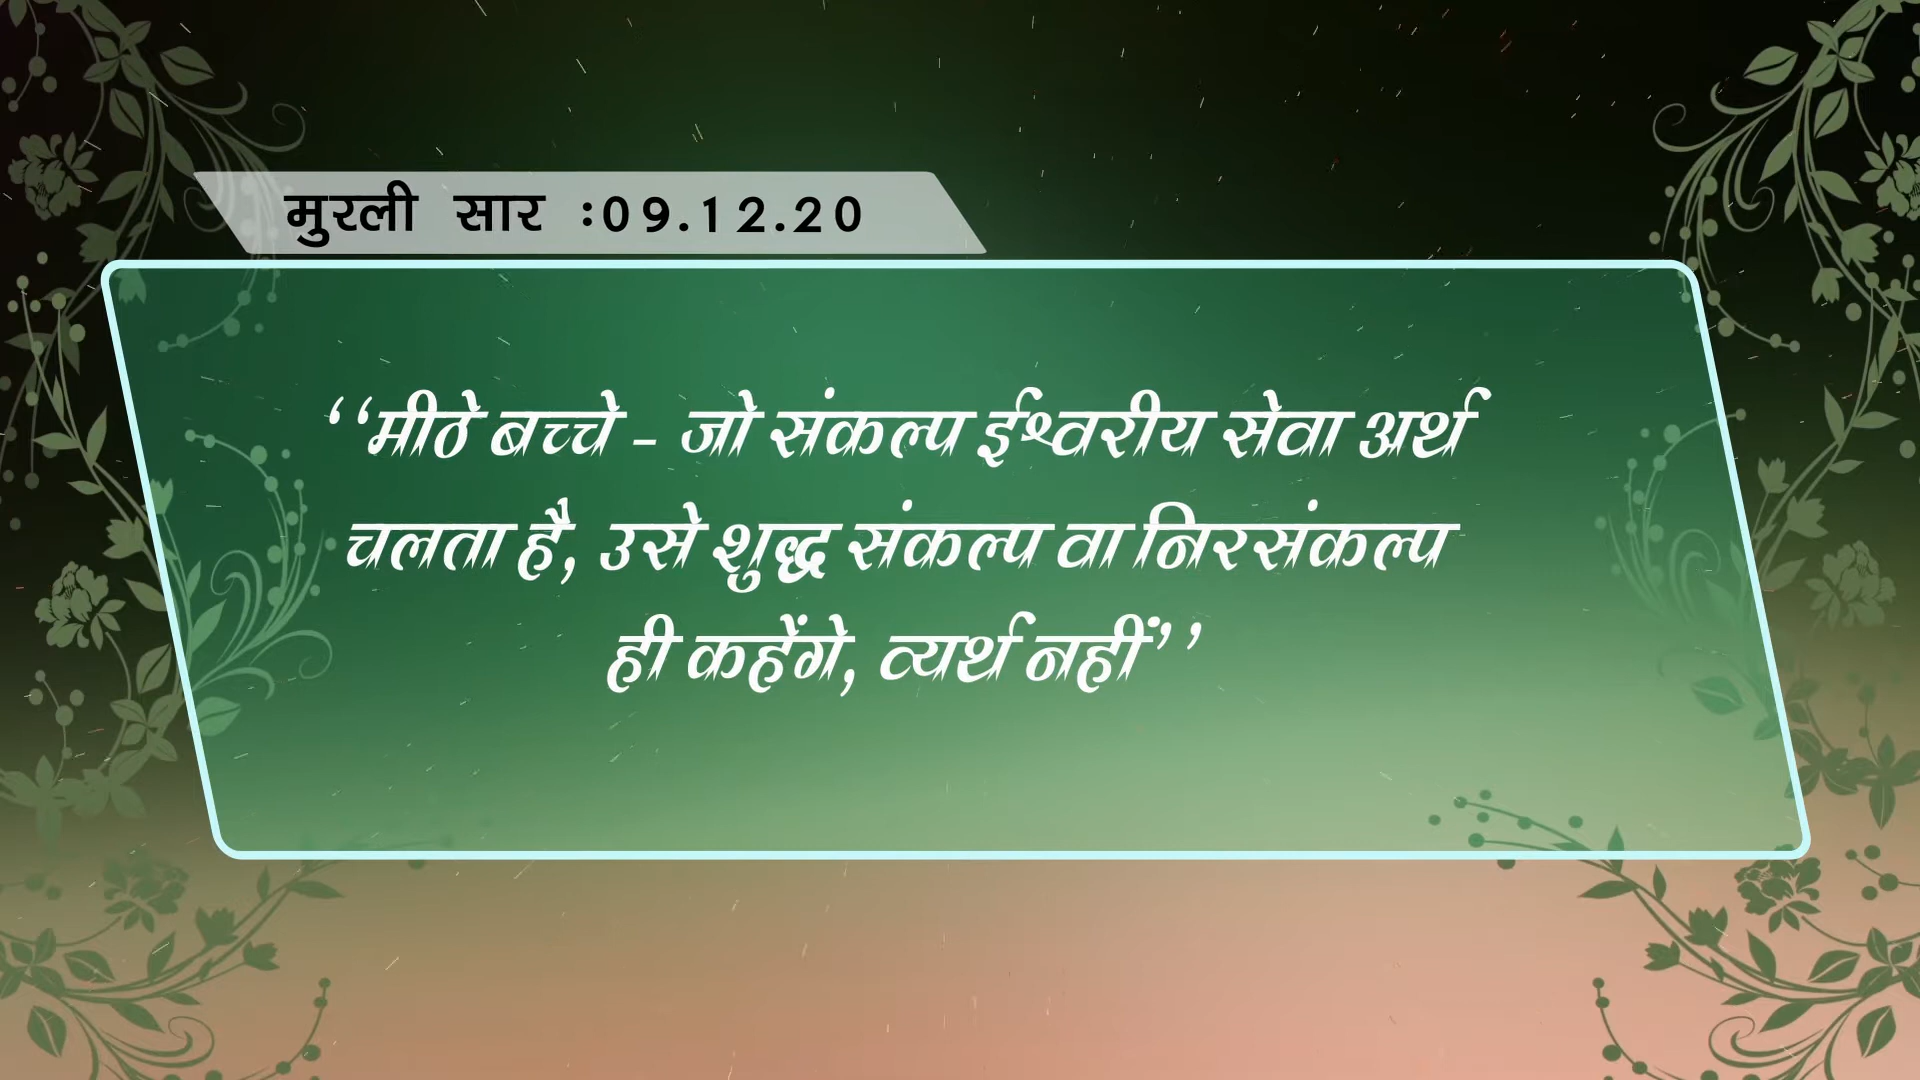 मुरली सार :09.12.20
‘‘मीठे बच्चे - जो संकल्प ईश्वरीय सेवा अर्थ
चलता है, उसे शुद्ध संकल्प वा निरसंकल्प
ही कहेंगे, व्यर्थ नहीं’’